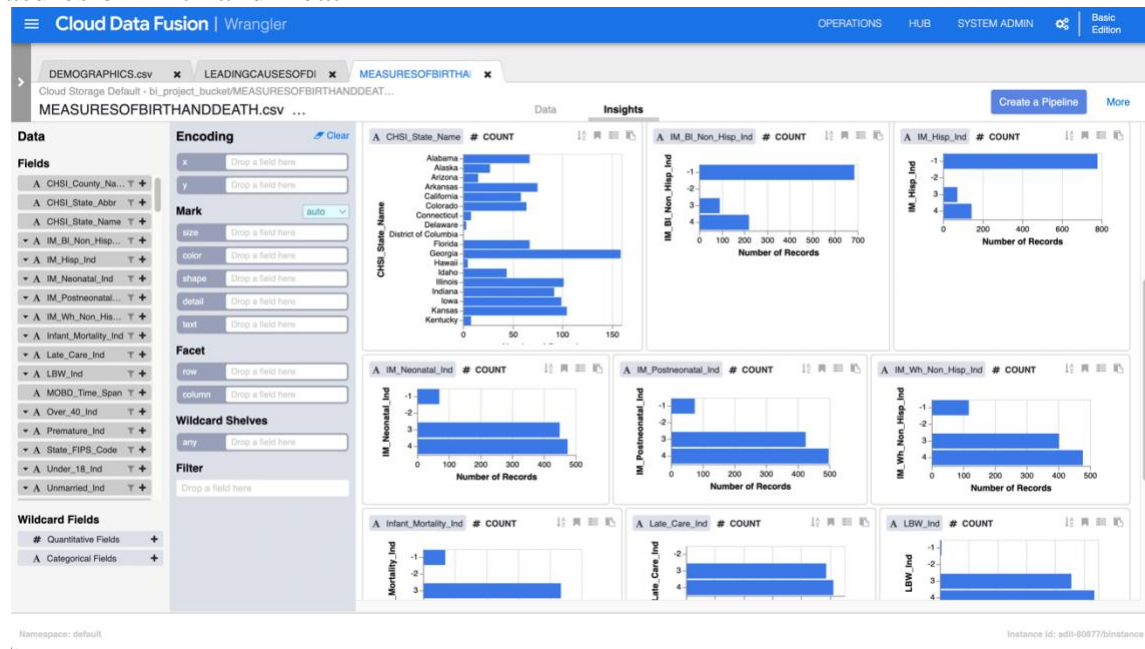 Cloud Data Fusion | Wrangler
OPERATIONS HUB SYSTEM ADMIN Basic Edition
DEMOGRAPHICS.csv × LEADINGCAUSESOFDI × MEASURESOFBIRTHAI ×
Cloud Storage Default - bi_project_bucket/MEASURESOFBIRTHANDDEAT...
MEASURESOFBIRTHANDDEATH.csv ...
Data Insights
Create a Pipeline More
Data
Fields
A CHSI_County_Na...
A CHSI_State_Abbr
A CHSI_State_Name
A IM_Bl_Non_Hisp...
A IM_Hisp_Ind
A IM_Neonatal_Ind
A IM_Postneonatal...
A IM_Wh_Non_His...
A Infant_Mortality_Ind
A Late_Care_Ind
A LBW_Ind
A MOBD_Time_Span
A Over_40_Ind
A Premature_Ind
A State_FIPS_Code
A Under_18_Ind
A Unmarried_Ind
Wildcard Fields
# Quantitative Fields +
A Categorical Fields +
Encoding Clear
x Drop a field here
y Drop a field here
Mark auto
size Drop a field here
color Drop a field here
shape Drop a field here
detail Drop a field here
text Drop a field here
Facet
row Drop a field here
column Drop a field here
Wildcard Shelves
any Drop a field here
Filter
Drop a field here
A CHSI_State_Name # COUNT
CHSI_State_Name
Alabama
Alaska
Arizona
Arkansas
California
Colorado
Connecticut
Delaware
District of Columbia
Florida
Georgia
Hawaii
Idaho
Illinois
Indiana
Iowa
Kansas
Kentucky
0 50 100 150
A IM_Bl_Non_Hisp_Ind # COUNT
IM_Bl_Non_Hisp_Ind
-1
-2
3
4
0 100 200 300 400 500 600 700
Number of Records
A IM_Hisp_Ind # COUNT
IM_Hisp_Ind
-1
-2
3
4
0 200 400 600 800
Number of Records
A IM_Neonatal_Ind # COUNT
IM_Neonatal_Ind
-1
-2
3
4
0 100 200 300 400 500
Number of Records
A IM_Postneonatal_Ind # COUNT
IM_Postneonatal_Ind
-1
-2
3
4
0 100 200 300 400 500
Number of Records
A IM_Wh_Non_Hisp_Ind # COUNT
IM_Wh_Non_Hisp_Ind
-1
-2
3
4
0 100 200 300 400 500
Number of Records
A Infant_Mortality_Ind # COUNT
Mortality_Ind
-1
-2
3
A Late_Care_Ind # COUNT
Late_Care_Ind
-2
3
4
A LBW_Ind # COUNT
LBW_Ind
-1
-2
3
4
Namespace: default
Instance Id: adit-80877/binstance